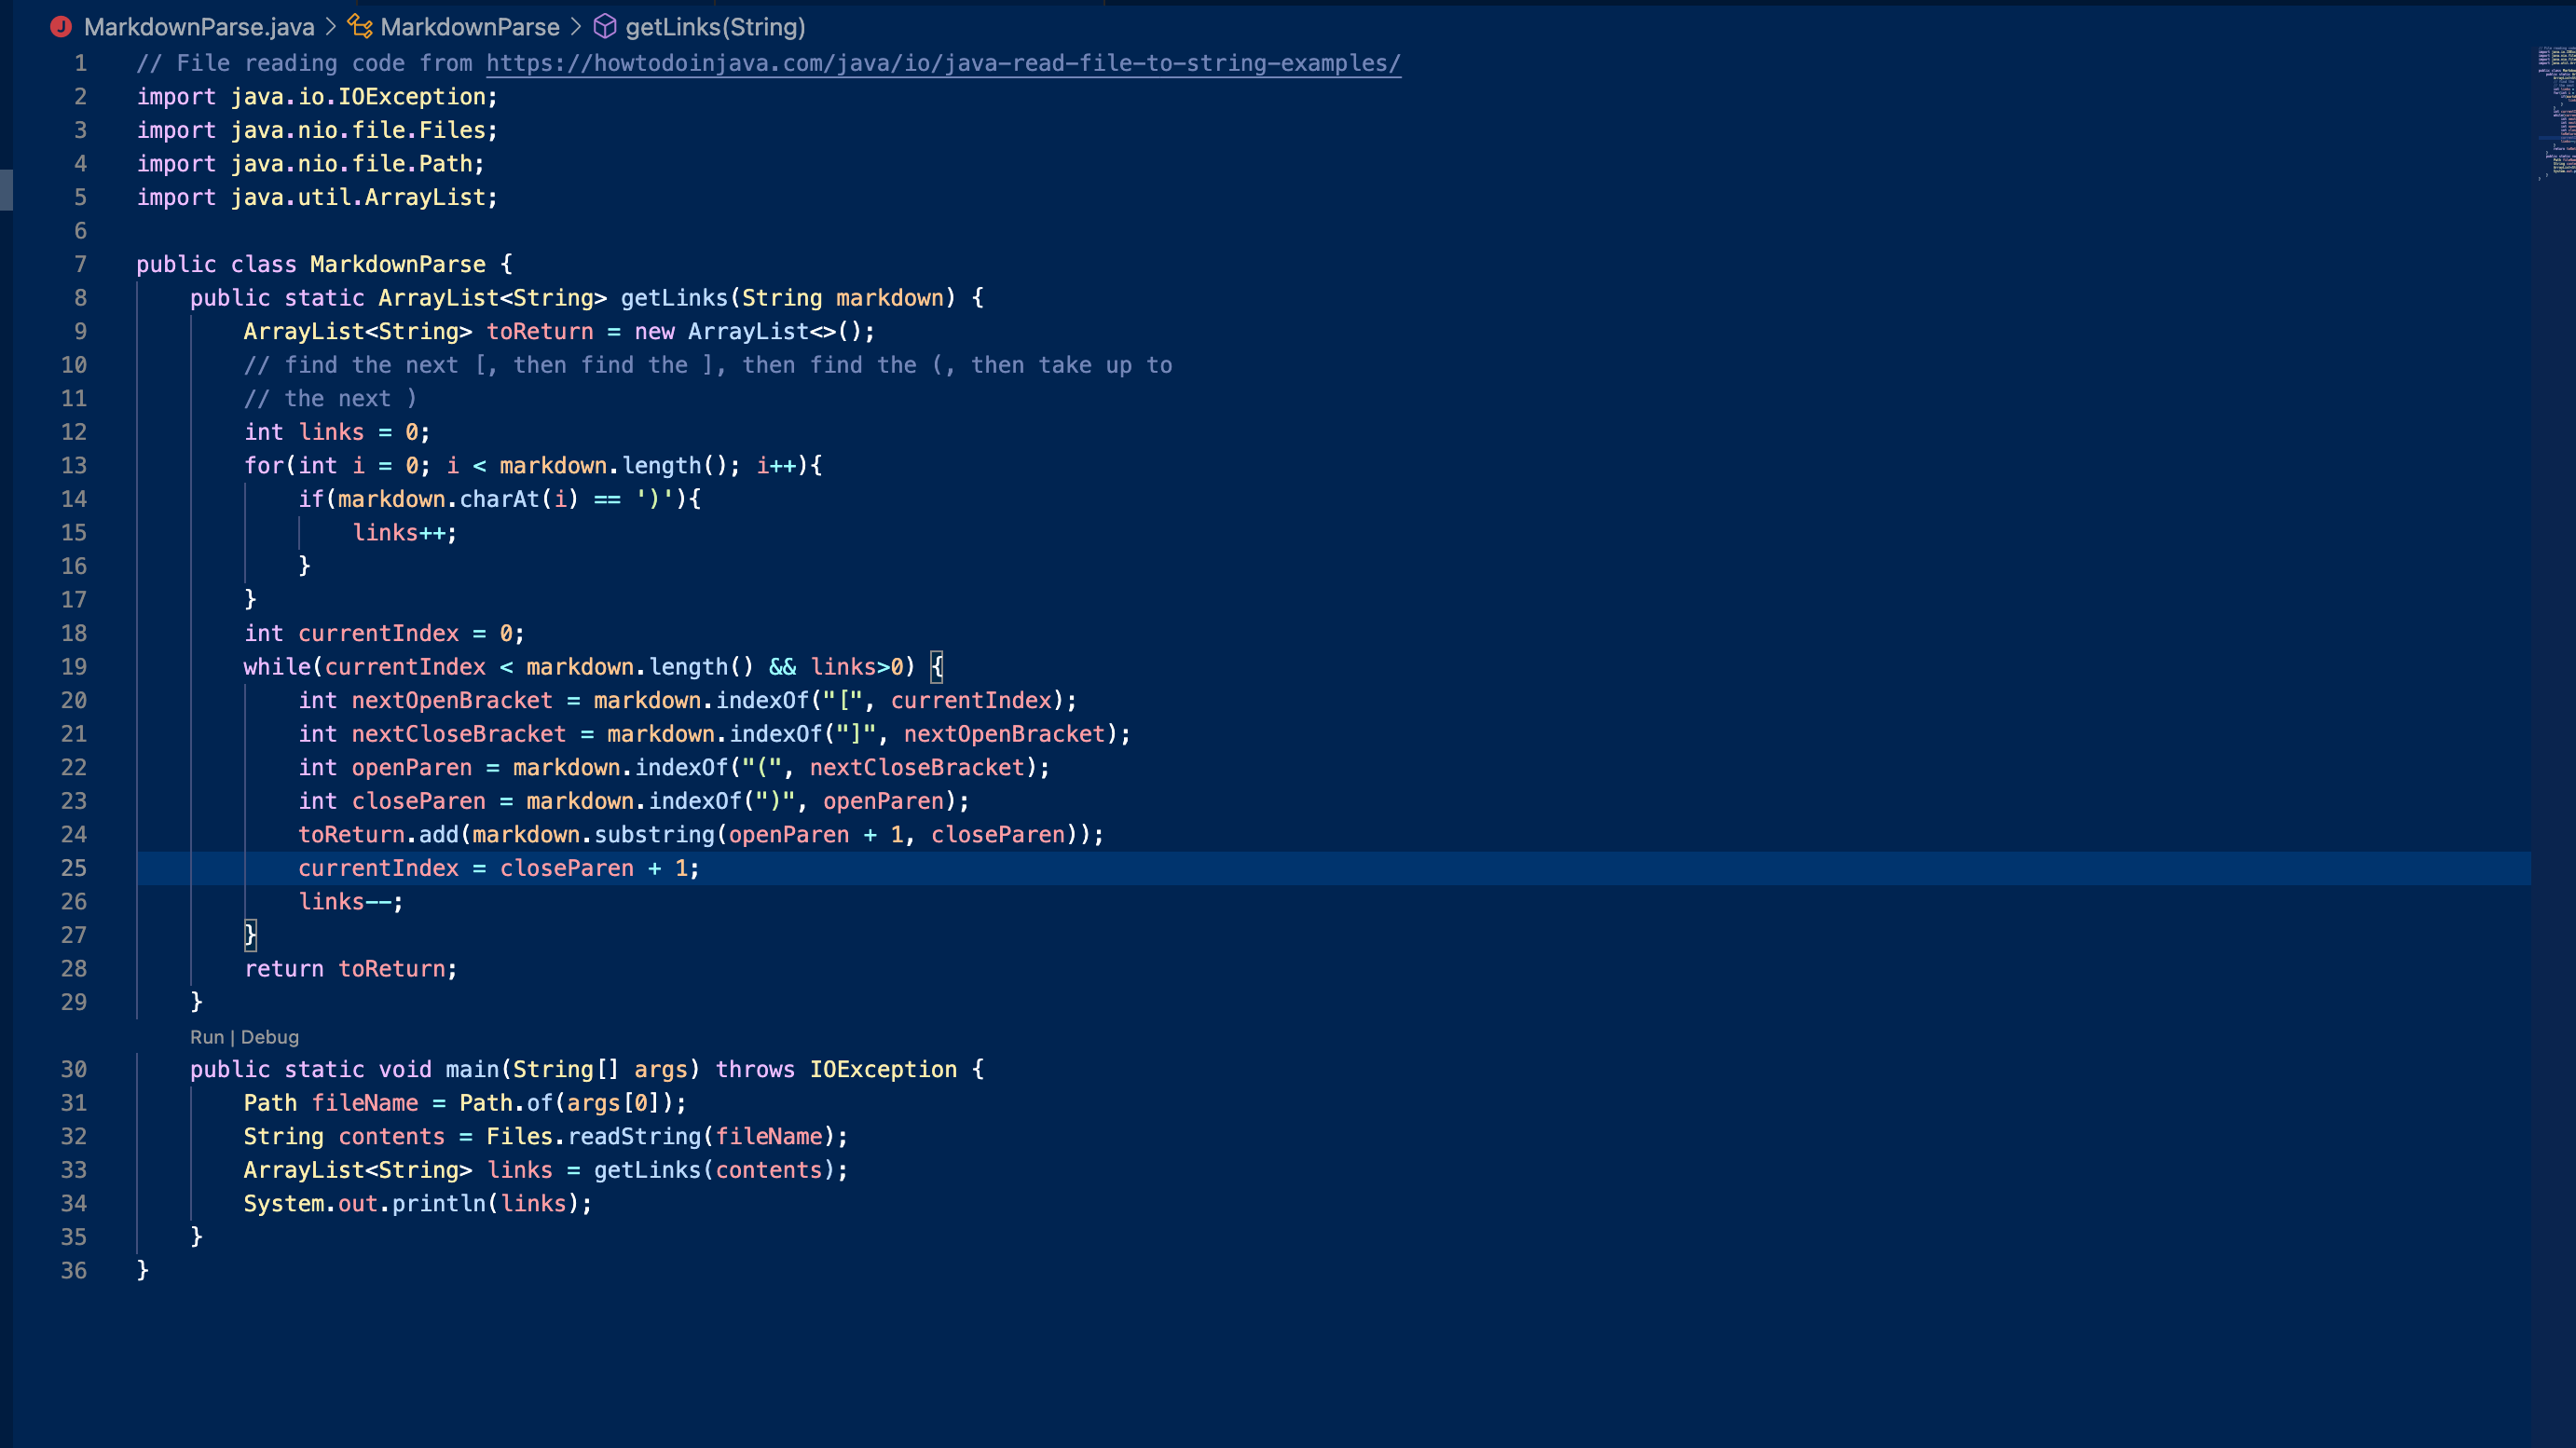 MarkdownParse.java > MarkdownParse > getLinks(String)
1 // File reading code from https://howtodoinjava.com/java/io/java-read-file-to-string-examples/
2 import java.io.IOException;
3 import java.nio.file.Files;
4 import java.nio.file.Path;
5 import java.util.ArrayList;
6
7 public class MarkdownParse {
8     public static ArrayList<String> getLinks(String markdown) {
9         ArrayList<String> toReturn = new ArrayList<>();
10         // find the next [, then find the ], then find the (, then take up to
11         // the next )
12         int links = 0;
13         for(int i = 0; i < markdown.length(); i++){
14             if(markdown.charAt(i) == ')'){
15                 links++;
16             }
17         }
18         int currentIndex = 0;
19         while(currentIndex < markdown.length() && links>0) {
20             int nextOpenBracket = markdown.indexOf("[", currentIndex);
21             int nextCloseBracket = markdown.indexOf("]", nextOpenBracket);
22             int openParen = markdown.indexOf("(", nextCloseBracket);
23             int closeParen = markdown.indexOf(")", openParen);
24             toReturn.add(markdown.substring(openParen + 1, closeParen));
25             currentIndex = closeParen + 1;
26             links--;
27         }
28         return toReturn;
29     }
Run | Debug
30     public static void main(String[] args) throws IOException {
31         Path fileName = Path.of(args[0]);
32         String contents = Files.readString(fileName);
33         ArrayList<String> links = getLinks(contents);
34         System.out.println(links);
35     }
36 }